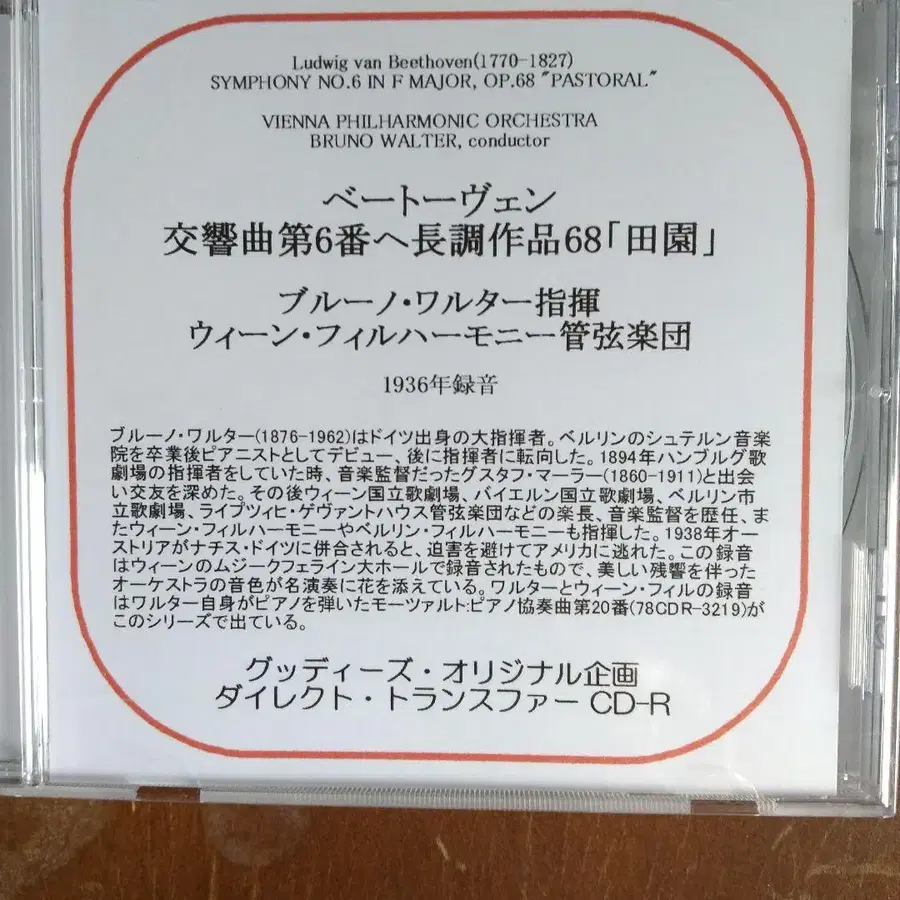 Ludwig van Beethoven(1770-1827)
SYMPHONY NO.6 IN F MAJOR, OP.68 "PASTORAL"
VIENNA PHILHARMONIC ORCHESTRA
BRUNO WALTER, conductor
ベートーヴェン
交響曲第6番ヘ長調作品68「田園」
ブルーノ・ワルター指揮
ウィーン・フィルハーモニー管弦楽団
1936年録音
ブルーノ・ワルター(1876-1962)はドイツ出身の大指揮者。ベルリンのシュテルン音楽
院を卒業後ピアニストとしてデビュー、後に指揮者に転向した。1894年ハンブルグ歌
劇場の指揮者をしていた時、音楽監督だったグスタフ・マーラー(1860-1911)と出会
い交友を深めた。その後ウィーン国立歌劇場、バイエルン国立歌劇場、ベルリン市
立歌劇場、ライプツィヒ・ゲヴァントハウス管弦楽団などの楽長、音楽監督を歴任、ま
たウィーン・フィルハーモニーやベルリン・フィルハーモニーも指揮した。1938年オー
ストリアがナチス・ドイツに併合されると、迫害を避けてアメリカに逃れた。この録音
はウィーンのムジークフェライン大ホールで録音されたもので、美しい残響を伴った
オーケストラの音色が名演奏に花を添えている。ワルターとウィーン・フィルの録音
はワルター自身がピアノを弾いたモーツァルト:ピアノ協奏曲第20番(78CDR-3219)が
このシリーズで出ている。
グッディーズ・オリジナル企画
ダイレクト・トランスファー CD-R